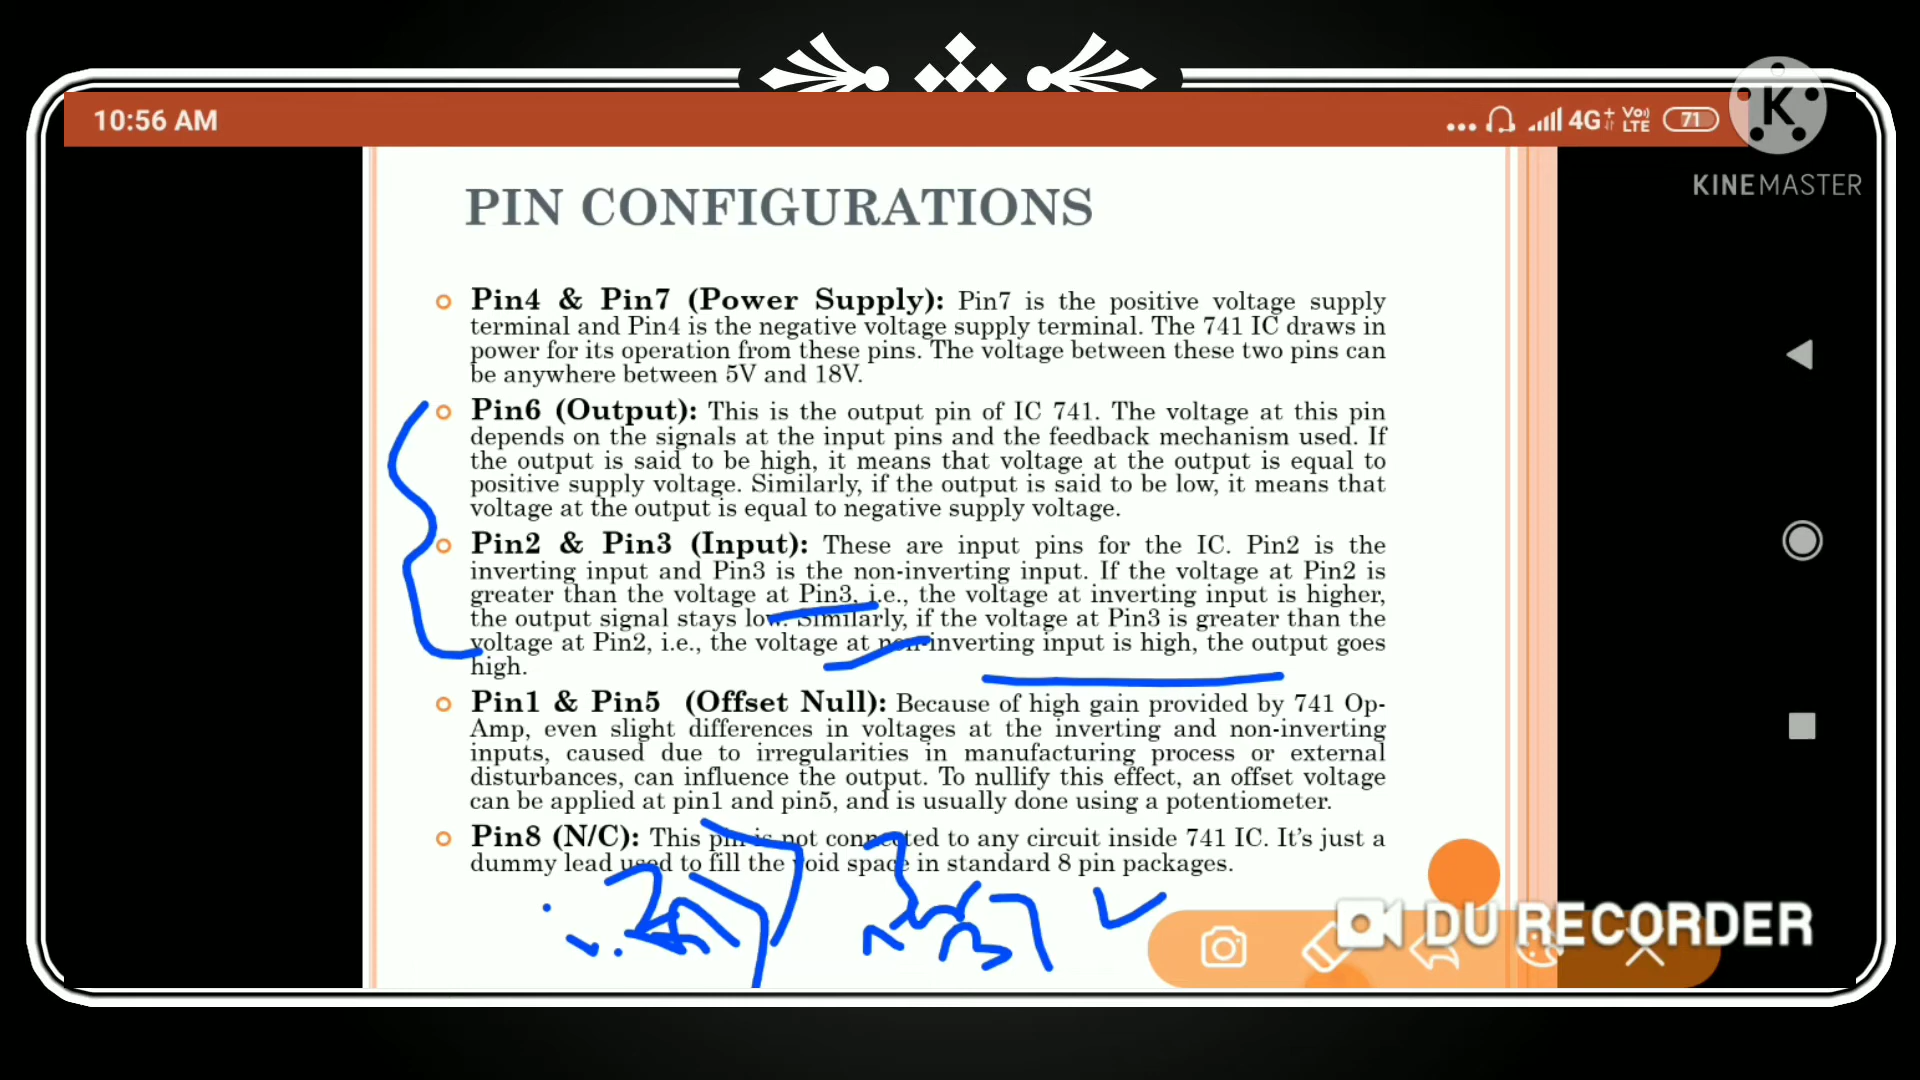 10:56 AM
4G+ Vo) LTE 71
K
KINEMASTER
PIN CONFIGURATIONS
Pin4 & Pin7 (Power Supply): Pin7 is the positive voltage supply
terminal and Pin4 is the negative voltage supply terminal. The 741 IC draws in
power for its operation from these pins. The voltage between these two pins can
be anywhere between 5V and 18V.
Pin6 (Output): This is the output pin of IC 741. The voltage at this pin
depends on the signals at the input pins and the feedback mechanism used. If
the output is said to be high, it means that voltage at the output is equal to
positive supply voltage. Similarly, if the output is said to be low, it means that
voltage at the output is equal to negative supply voltage.
Pin2 & Pin3 (Input): These are input pins for the IC. Pin2 is the
inverting input and Pin3 is the non-inverting input. If the voltage at Pin2 is
greater than the voltage at Pin3, i.e., the voltage at inverting input is higher,
the output signal stays low. Similarly, if the voltage at Pin3 is greater than the
voltage at Pin2, i.e., the voltage at non-inverting input is high, the output goes
high.
Pin1 & Pin5 (Offset Null): Because of high gain provided by 741 Op-
Amp, even slight differences in voltages at the inverting and non-inverting
inputs, caused due to irregularities in manufacturing process or external
disturbances, can influence the output. To nullify this effect, an offset voltage
can be applied at pin1 and pin5, and is usually done using a potentiometer.
Pin8 (N/C): This pin is not connected to any circuit inside 741 IC. It's just a
dummy lead used to fill the void space in standard 8 pin packages.
DU RECORDER